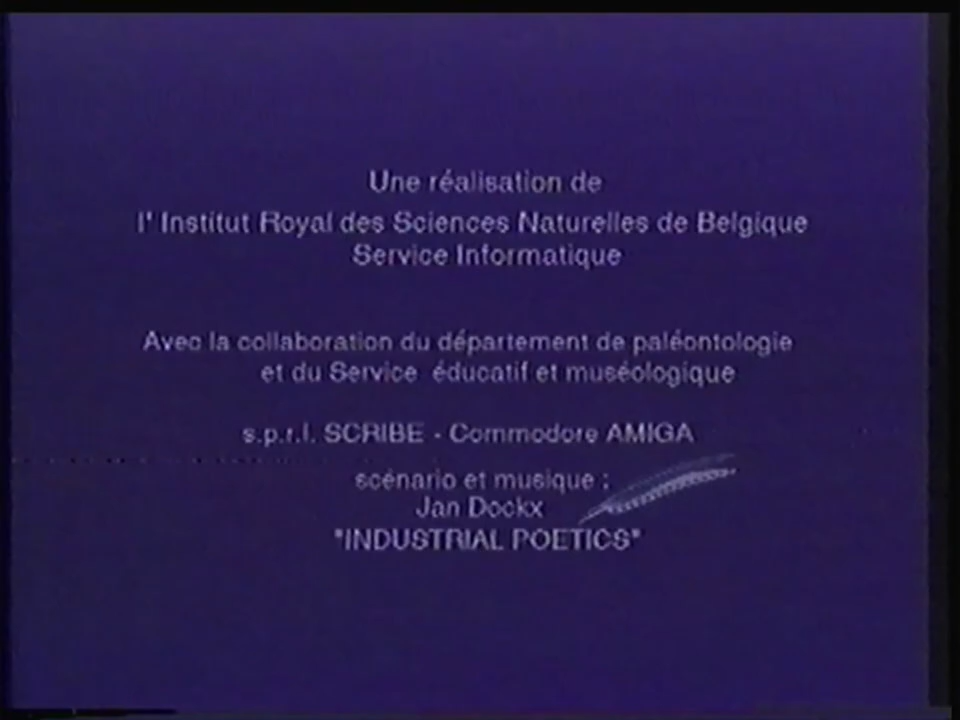 Une réalisation de
l' Institut Royal des Sciences Naturelles de Belgique
Service Informatique
Avec la collaboration du département de paléontologie
et du Service éducatif et muséologique
s.p.r.l. SCRIBE - Commodore AMIGA
scénario et musique :
Jan Dockx
"INDUSTRIAL POETICS"